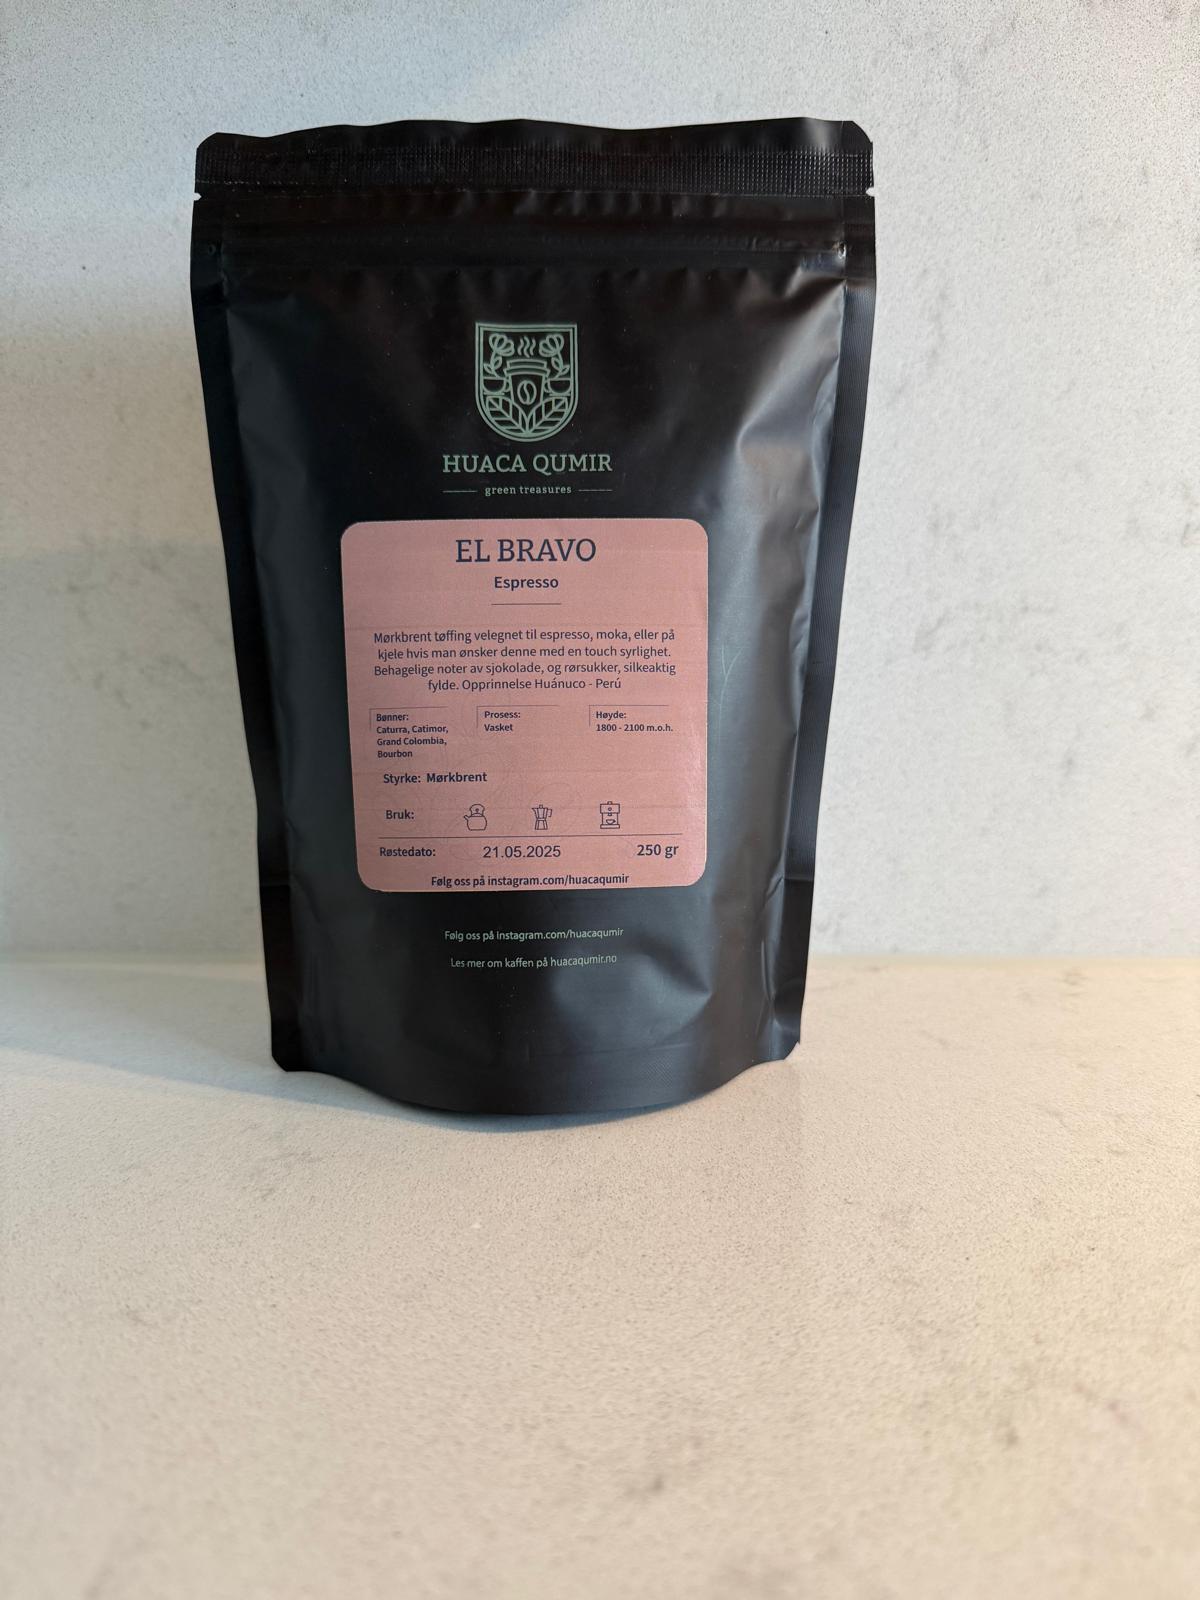 HUACA QUMIR
green treasures
EL BRAVO
Espresso
Mørkbrent tøffing velegnet til espresso, moka, eller på
kjele hvis man ønsker denne med en touch syrlighet.
Behagelige noter av sjokolade, og rørsukker, silkeaktig
fylde. Opprinnelse Huánuco - Perú
Bønner:
Caturra, Catimor,
Grand Colombia,
Bourbon
Prosess:
Vasket
Høyde:
1800 - 2100 m.o.h.
Styrke: Mørkbrent
Bruk:
Røstedato: 21.05.2025 250 gr
Følg oss på instagram.com/huacaqumir
Følg oss på instagram.com/huacaqumir
Les mer om kaffen på huacaqumir.no